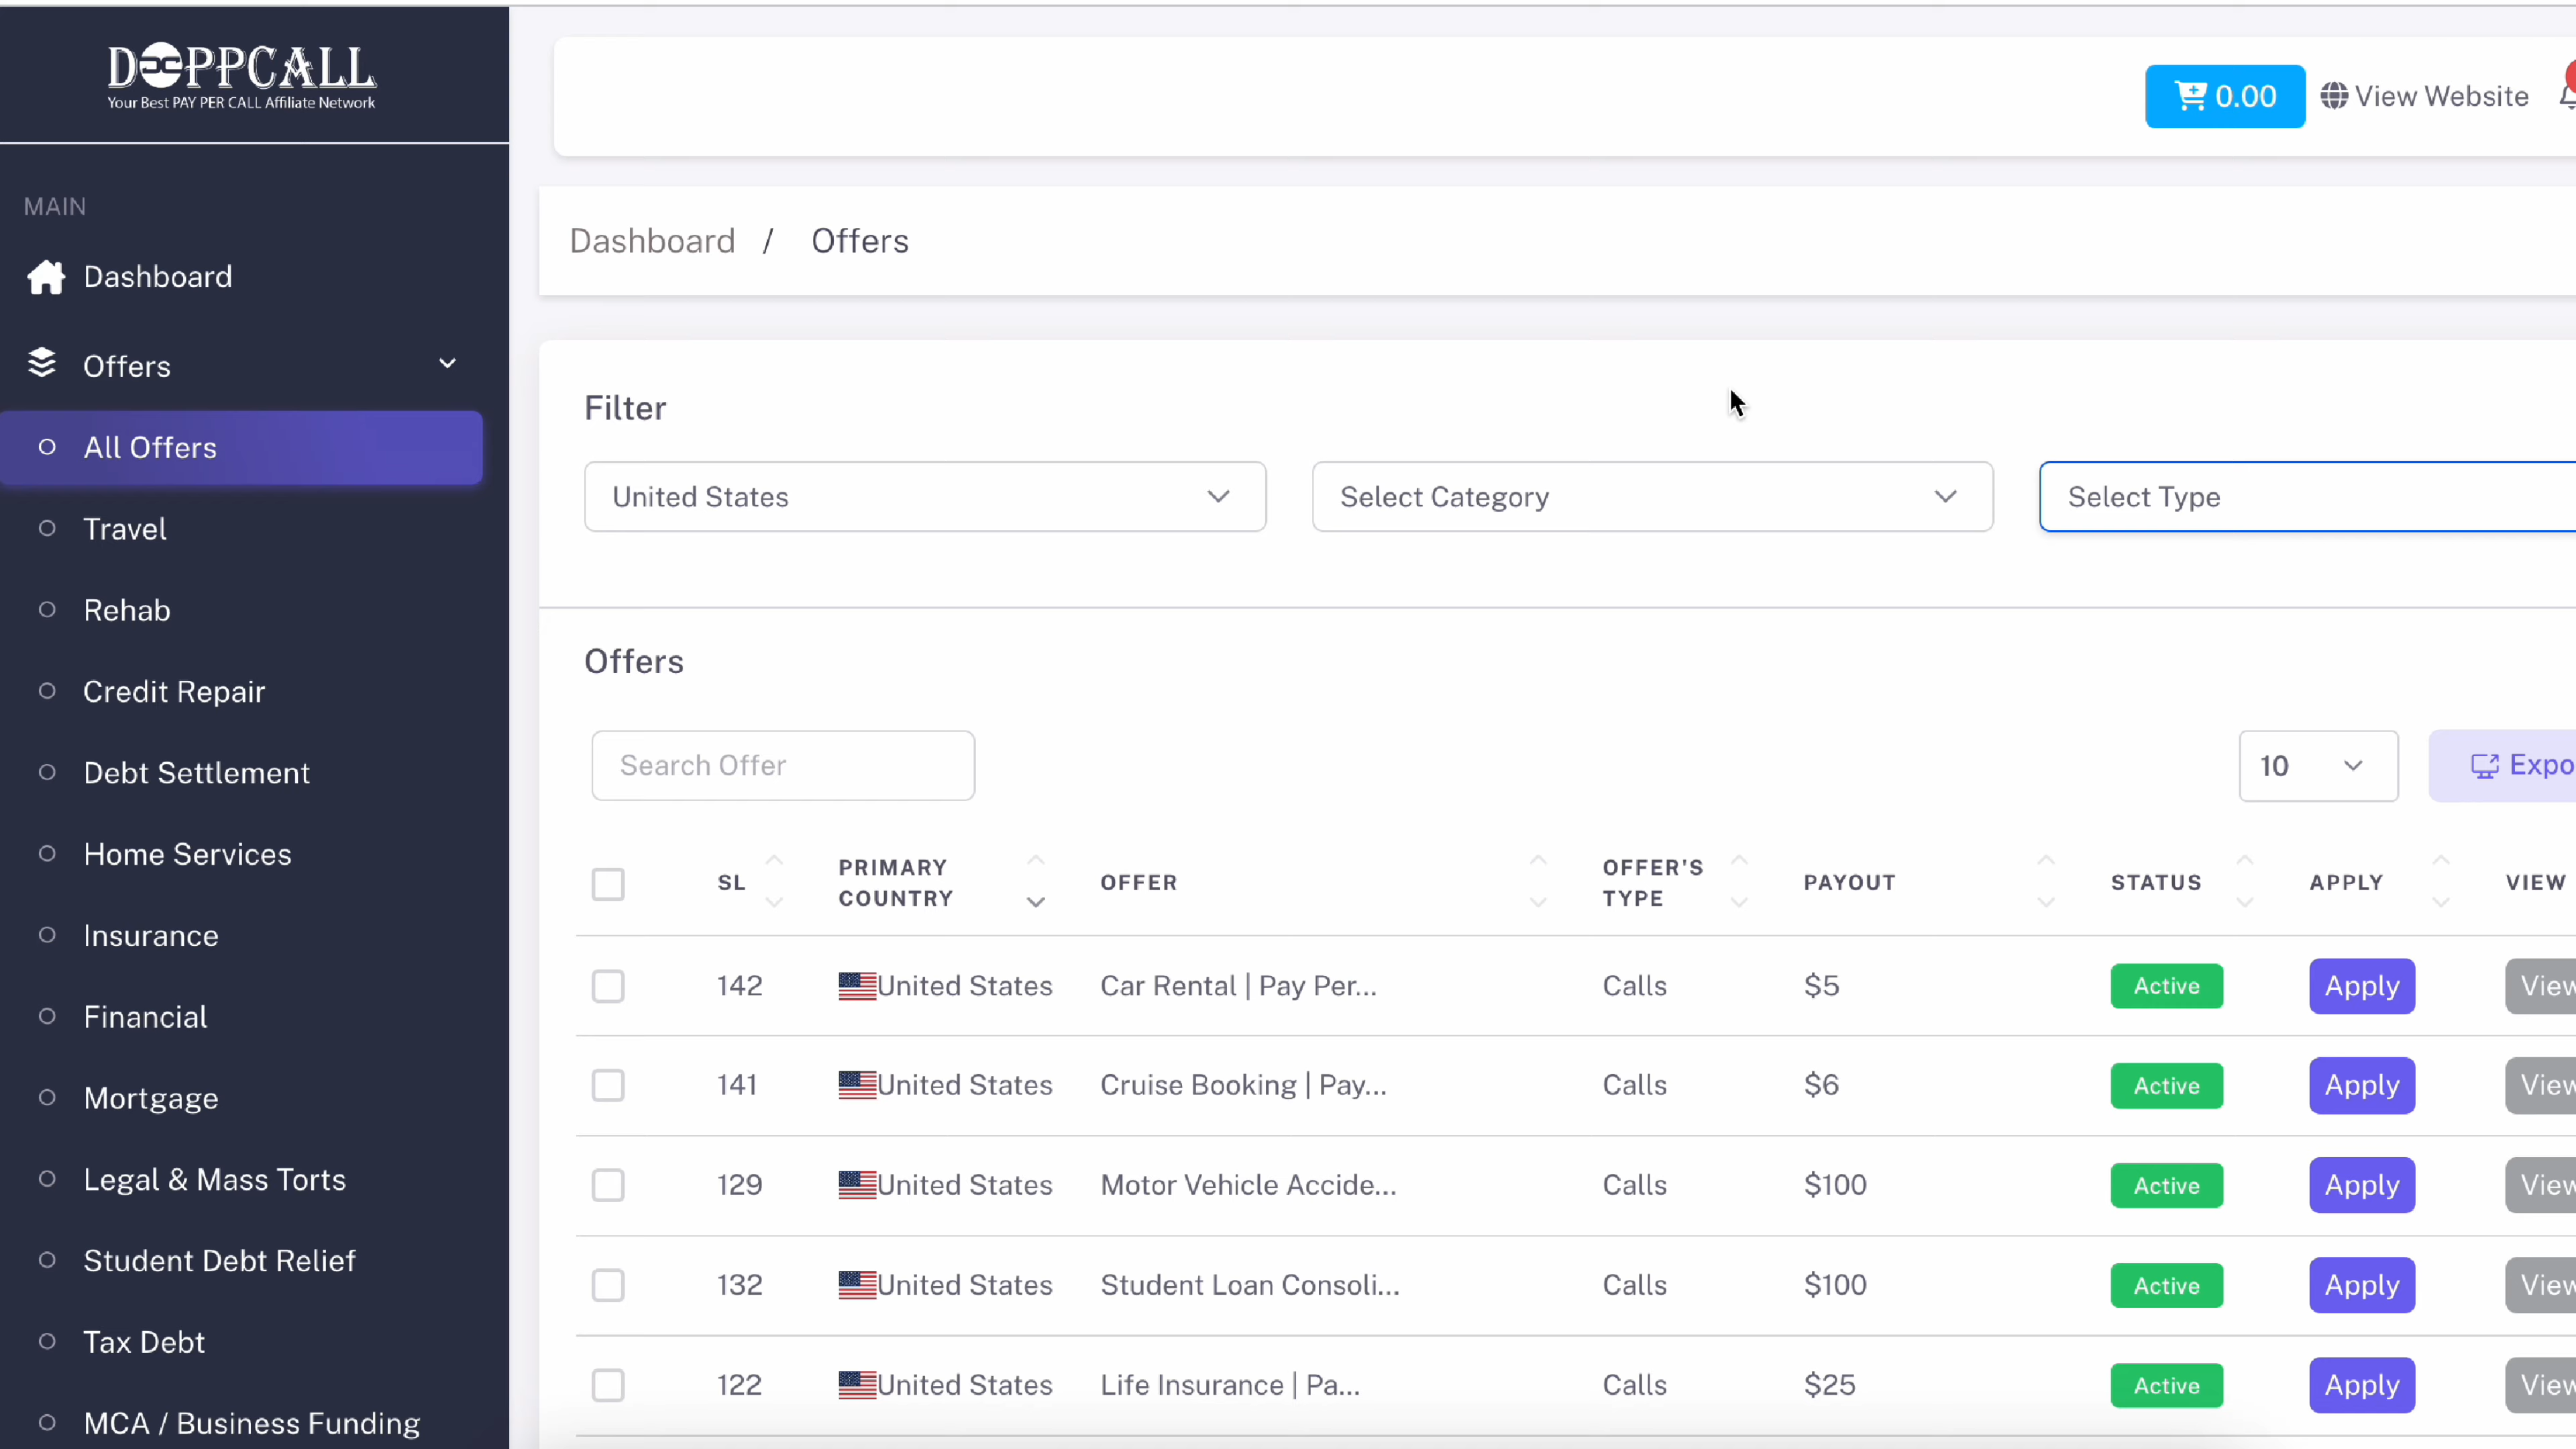 DOPPCALL
Your Best PAY PER CALL Affiliate Network
0.00
View Website
MAIN
Dashboard
Offers
All Offers
Travel
Rehab
Credit Repair
Debt Settlement
Home Services
Insurance
Financial
Mortgage
Legal & Mass Torts
Student Debt Relief
Tax Debt
MCA / Business Funding
Dashboard / Offers
Filter
United States
Select Category
Select Type
Offers
Search Offer
10
Expo
SL PRIMARY COUNTRY OFFER OFFER'S TYPE PAYOUT STATUS APPLY VIEW
142 United States Car Rental | Pay Per... Calls $5 Active Apply View
141 United States Cruise Booking | Pay... Calls $6 Active Apply View
129 United States Motor Vehicle Accide... Calls $100 Active Apply View
132 United States Student Loan Consoli... Calls $100 Active Apply View
122 United States Life Insurance | Pa... Calls $25 Active Apply View